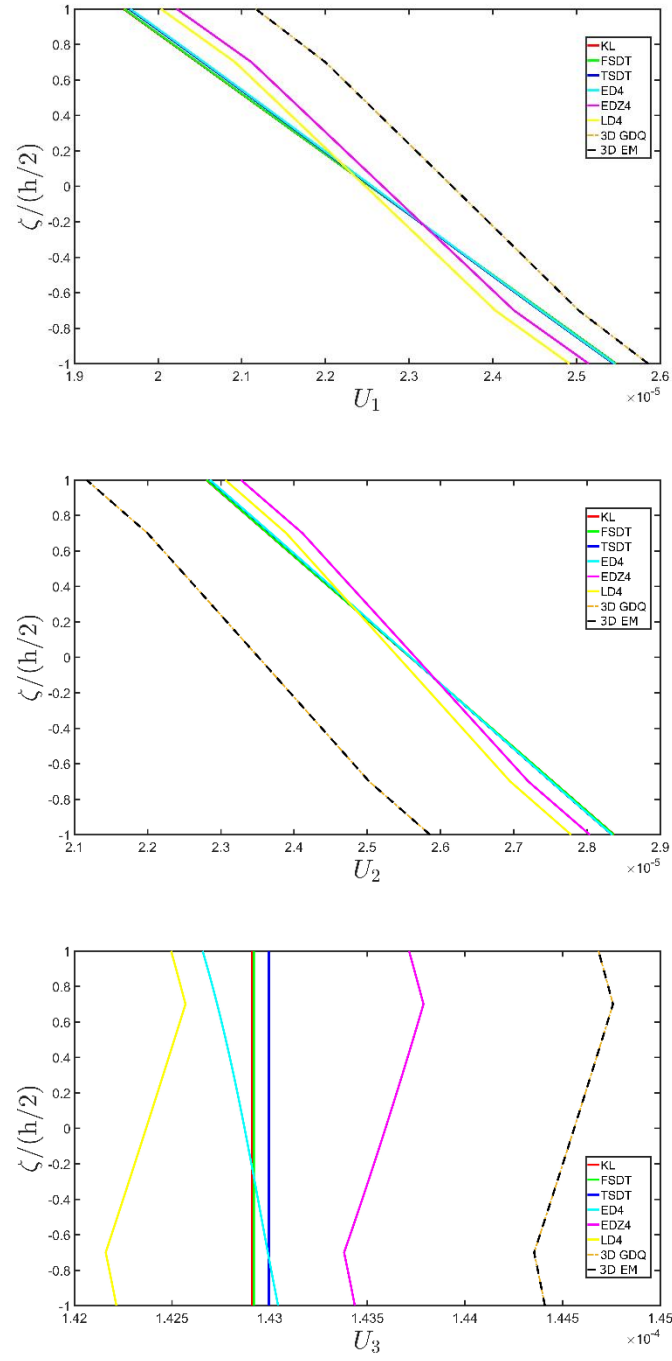 1
0.8
0.6
0.4
0.2
0
-0.2
-0.4
-0.6
-0.8
-1
ζ/(h/2)
KL
FSDT
TSDT
ED4
EDZ4
LD4
3D GDQ
3D EM
1.9 2 2.1 2.2 2.3 2.4 2.5 2.6
×10⁻⁵
U₁
1
0.8
0.6
0.4
0.2
0
-0.2
-0.4
-0.6
-0.8
-1
ζ/(h/2)
KL
FSDT
TSDT
ED4
EDZ4
LD4
3D GDQ
3D EM
2.1 2.2 2.3 2.4 2.5 2.6 2.7 2.8 2.9
×10⁻⁵
U₂
1
0.8
0.6
0.4
0.2
0
-0.2
-0.4
-0.6
-0.8
-1
ζ/(h/2)
KL
FSDT
TSDT
ED4
EDZ4
LD4
3D GDQ
3D EM
1.42 1.425 1.43 1.435 1.44 1.445 1.45
×10⁻⁴
U₃